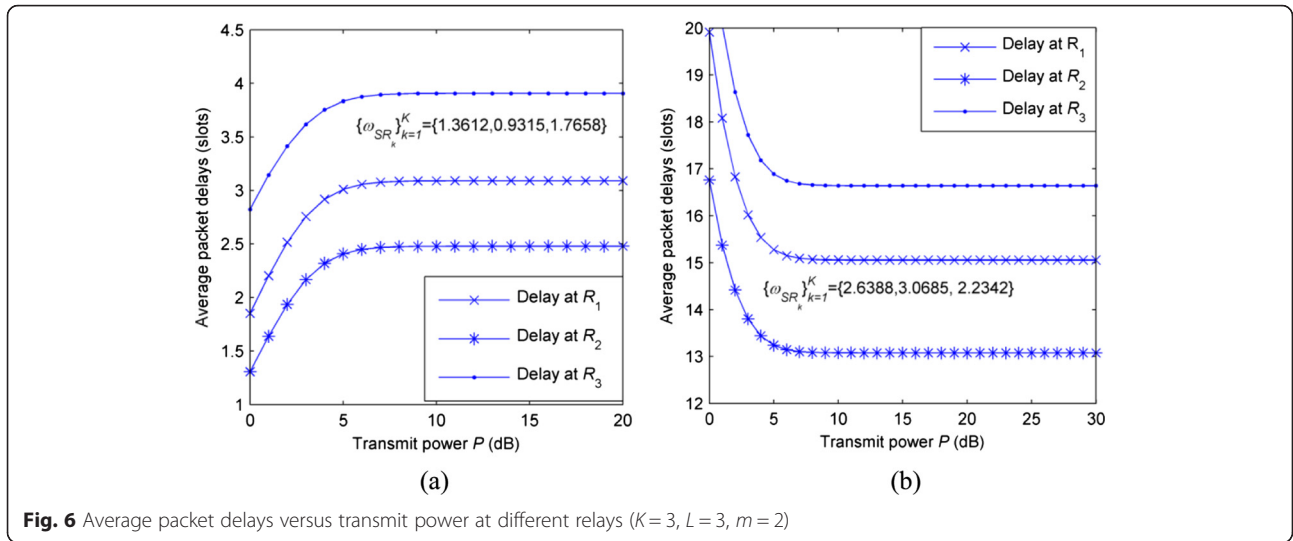 4.5
4
3.5
3
2.5
2
1.5
1
0 5 10 15 20
Average packet delays (slots)
Transmit power P (dB)
{ω_{SR_k}}_{k=1}^{K}={1.3612,0.9315,1.7658}
Delay at R_1
Delay at R_2
Delay at R_3
(a)
20
19
18
17
16
15
14
13
12
0 5 10 15 20 25 30
Average packet delays (slots)
Transmit power P (dB)
Delay at R_1
Delay at R_2
Delay at R_3
{ω_{SR_k}}_{k=1}^{K}={2.6388,3.0685, 2.2342}
(b)
Fig. 6 Average packet delays versus transmit power at different relays (K = 3, L = 3, m = 2)